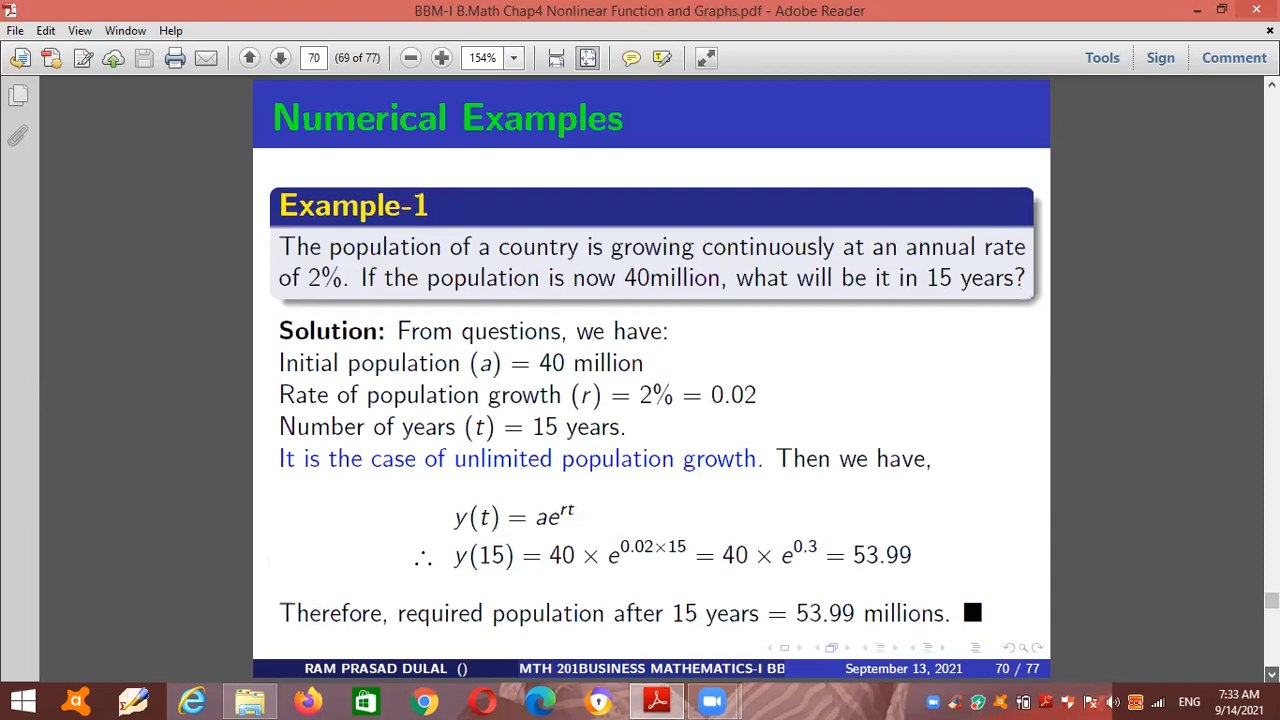 BBM-I B.Math Chap4 Nonlinear Function and Graphs.pdf - Adobe Reader
File Edit View Window Help
70 (69 of 77) 154% Tools Sign Comment
Numerical Examples
Example-1
The population of a country is growing continuously at an annual rate
of 2%. If the population is now 40million, what will be it in 15 years?
Solution: From questions, we have:
Initial population (a) = 40 million
Rate of population growth (r) = 2% = 0.02
Number of years (t) = 15 years.
It is the case of unlimited population growth. Then we have,
y(t) = ae^{rt}
∴ y(15) = 40 × e^{0.02×15} = 40 × e^{0.3} = 53.99
Therefore, required population after 15 years = 53.99 millions. ■
RAM PRASAD DULAL () MTH 201BUSINESS MATHEMATICS-I BB September 13, 2021 70 / 77
ENG 7:33 AM
9/14/2021